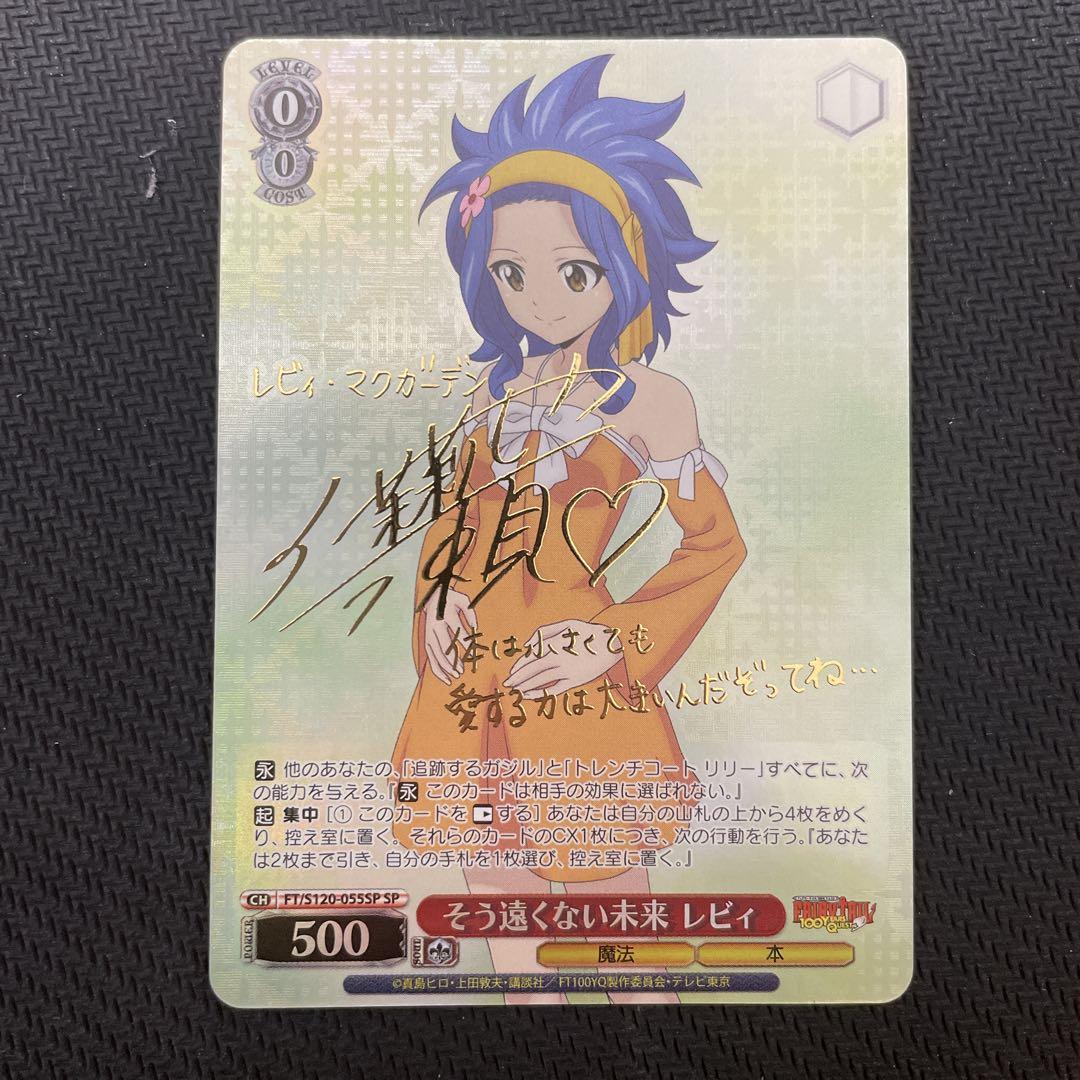 LEVEL
0
0
COST
レビィ・マクガーデン
体は小さくても
愛する力は大きいんだぞってね…
永 他のあなたの、「追跡するガジル」と「トレンチコート リリー」すべてに、次
の能力を与える。『永 このカードは相手の効果に選ばれない。』
起 集中 [① このカードをする] あなたは自分の山札の上から4枚をめく
り、控え室に置く。それらのカードのCX1枚につき、次の行動を行う。『あなた
は2枚まで引き、自分の手札を1枚選び、控え室に置く。』
CH FT/S120-055SP SP
そう遠くない未来 レビィ
FAIRY TAIL
100 YEARS QUEST
POWER 500 SOUL
魔法 本
©真島ヒロ・上田敦夫・講談社/FT100YQ製作委員会・テレビ東京